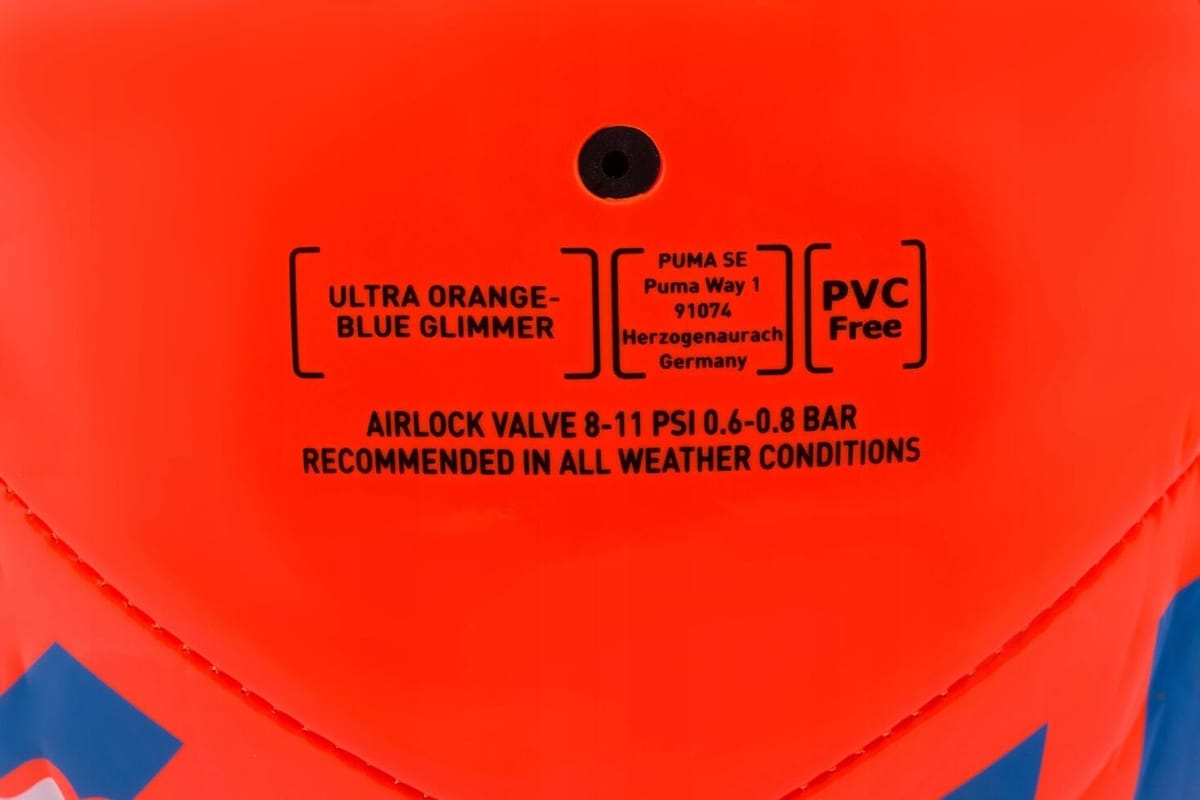 ULTRA ORANGE-
BLUE GLIMMER
PUMA SE
Puma Way 1
91074
Herzogenaurach
Germany
PVC
Free
AIRLOCK VALVE 8-11 PSI 0.6-0.8 BAR
RECOMMENDED IN ALL WEATHER CONDITIONS